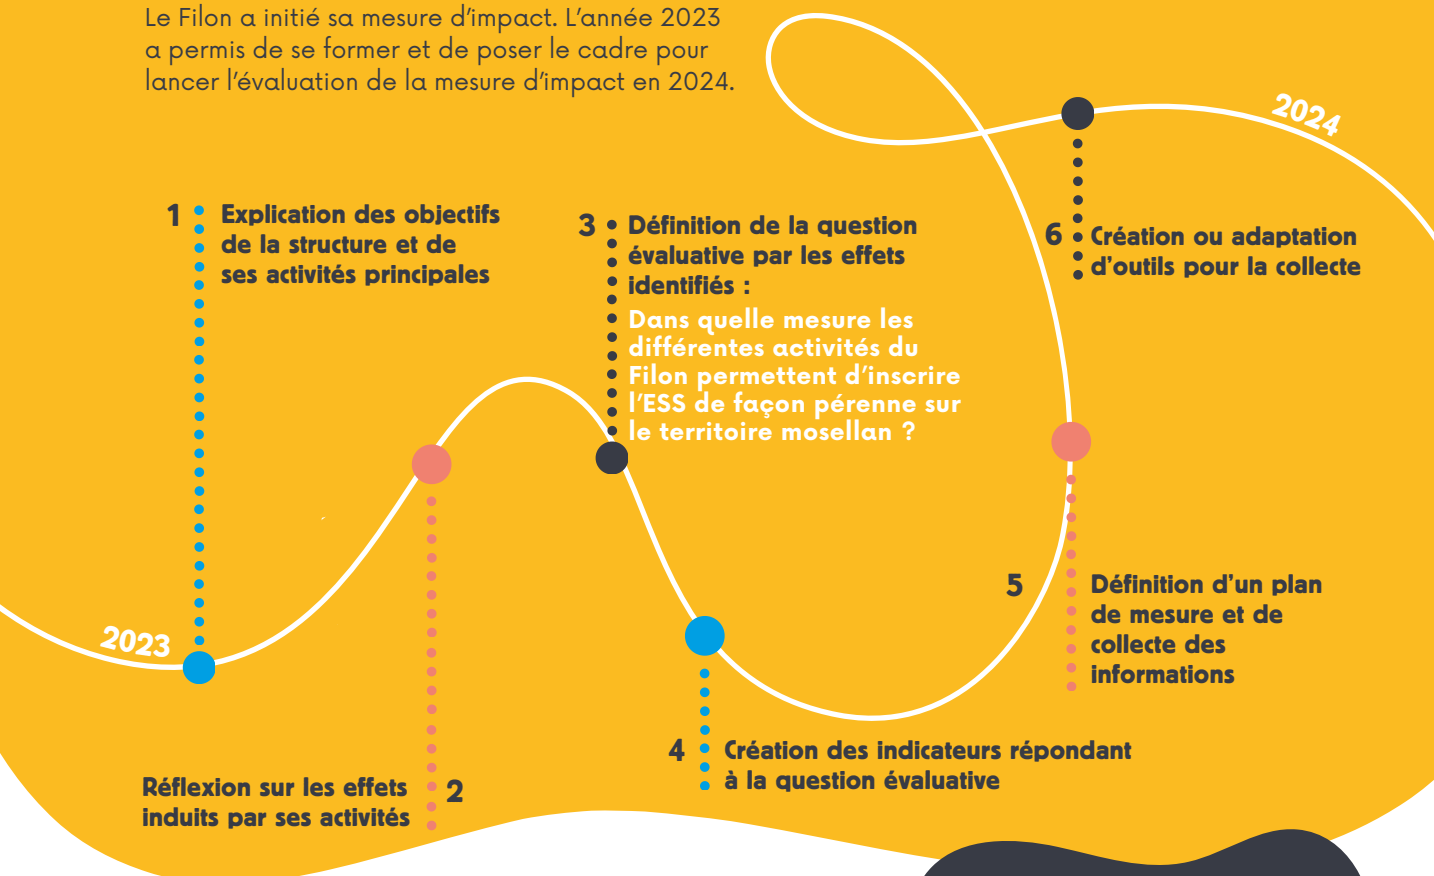 Le Filon a initié sa mesure d'impact. L'année 2023
a permis de se former et de poser le cadre pour
lancer l'évaluation de la mesure d'impact en 2024.
2024
1
Explication des objectifs
de la structure et de
ses activités principales
3
Définition de la question
évaluative par les effets
identifiés :
Dans quelle mesure les
différentes activités du
Filon permettent d'inscrire
l'ESS de façon pérenne sur
le territoire mosellan ?
6
Création ou adaptation
d'outils pour la collecte
2023
5
Définition d'un plan
de mesure et de
collecte des
informations
4
Création des indicateurs répondant
à la question évaluative
Réflexion sur les effets
induits par ses activités
2